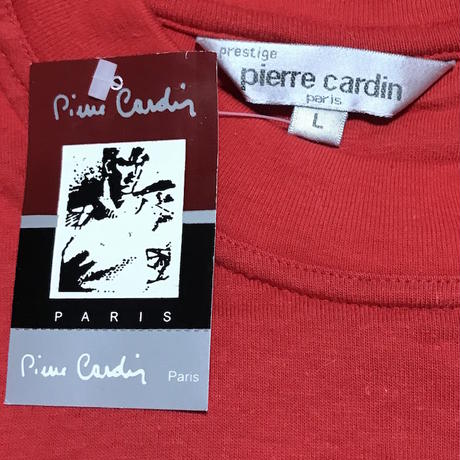 prestige
pierre cardin
paris
L
Pierre Cardin
PARIS
Pierre Cardin Paris